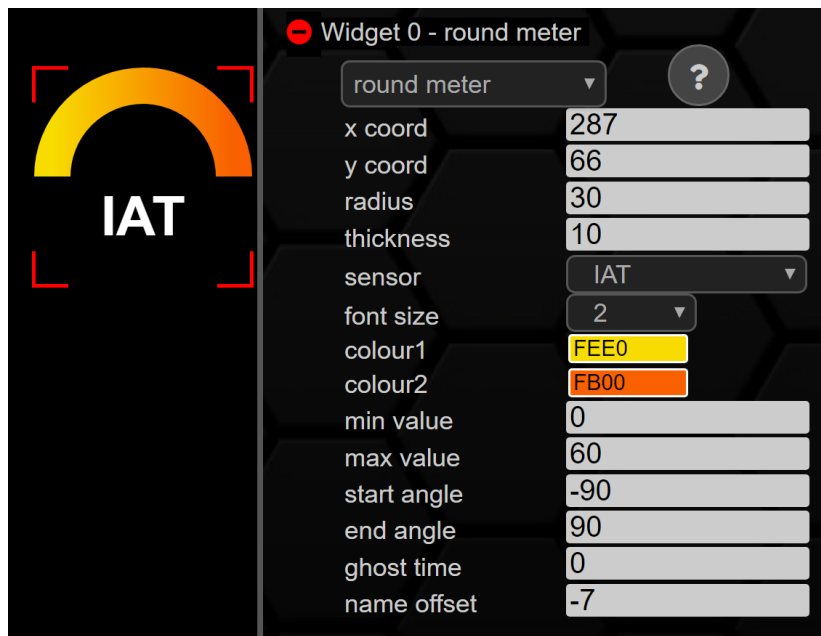 IAT
Widget 0 - round meter
round meter ▼
?
x coord 287
y coord 66
radius 30
thickness 10
sensor IAT ▼
font size 2 ▼
colour1 FEE0
colour2 FB00
min value 0
max value 60
start angle -90
end angle 90
ghost time 0
name offset -7